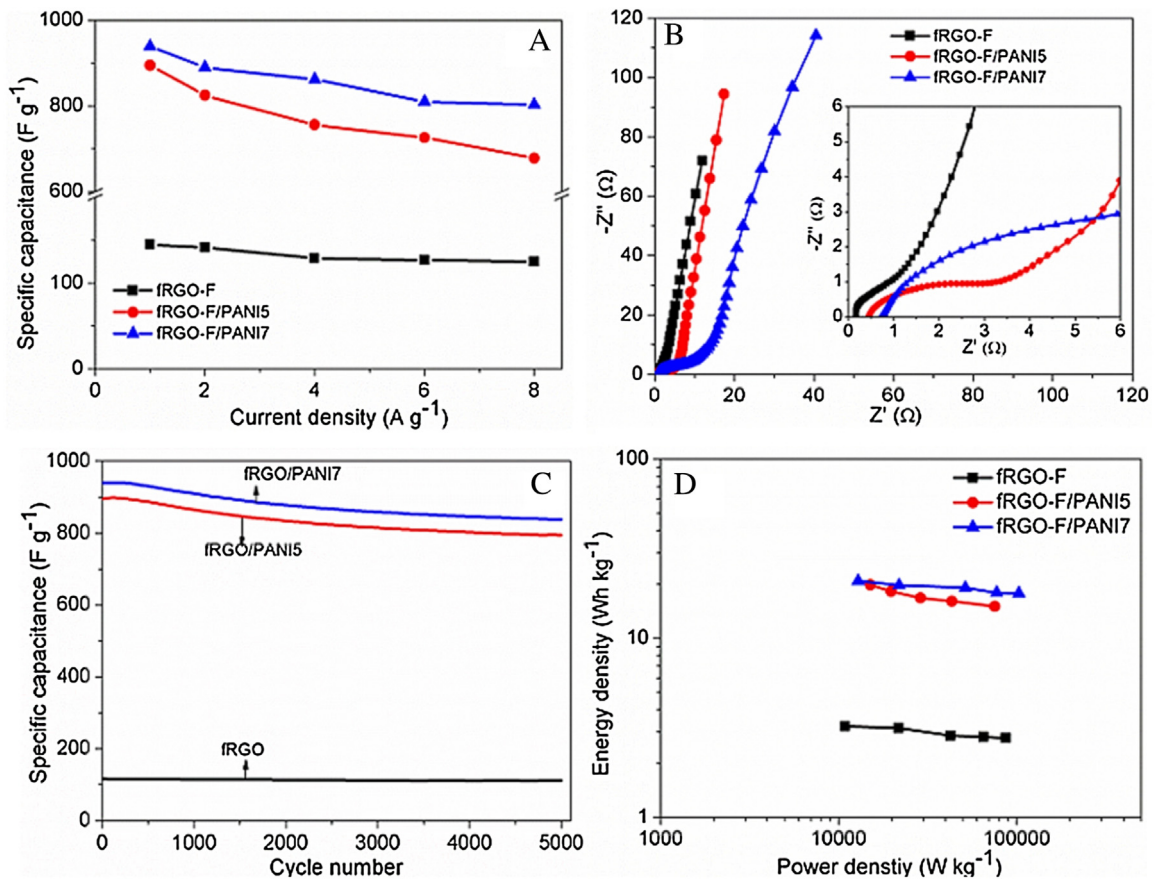 A
Specific capacitance (F g⁻¹)
1000
800
600
100
0
fRGO-F
fRGO-F/PANI5
fRGO-F/PANI7
0 2 4 6 8
Current density (A g⁻¹)
B
-Z" (Ω)
120
100
80
60
40
20
0
fRGO-F
fRGO-F/PANI5
fRGO-F/PANI7
-Z" (Ω)
6
5
4
3
2
1
0
0 1 2 3 4 5 6
Z' (Ω)
0 20 40 60 80 100 120
Z' (Ω)
C
Specific capacitance (F g⁻¹)
1000
800
600
400
200
0
fRGO/PANI7
fRGO/PANI5
fRGO
0 1000 2000 3000 4000 5000
Cycle number
D
Energy density (Wh kg⁻¹)
100
10
1
fRGO-F
fRGO-F/PANI5
fRGO-F/PANI7
1000 10000 100000
Power denstiy (W kg⁻¹)